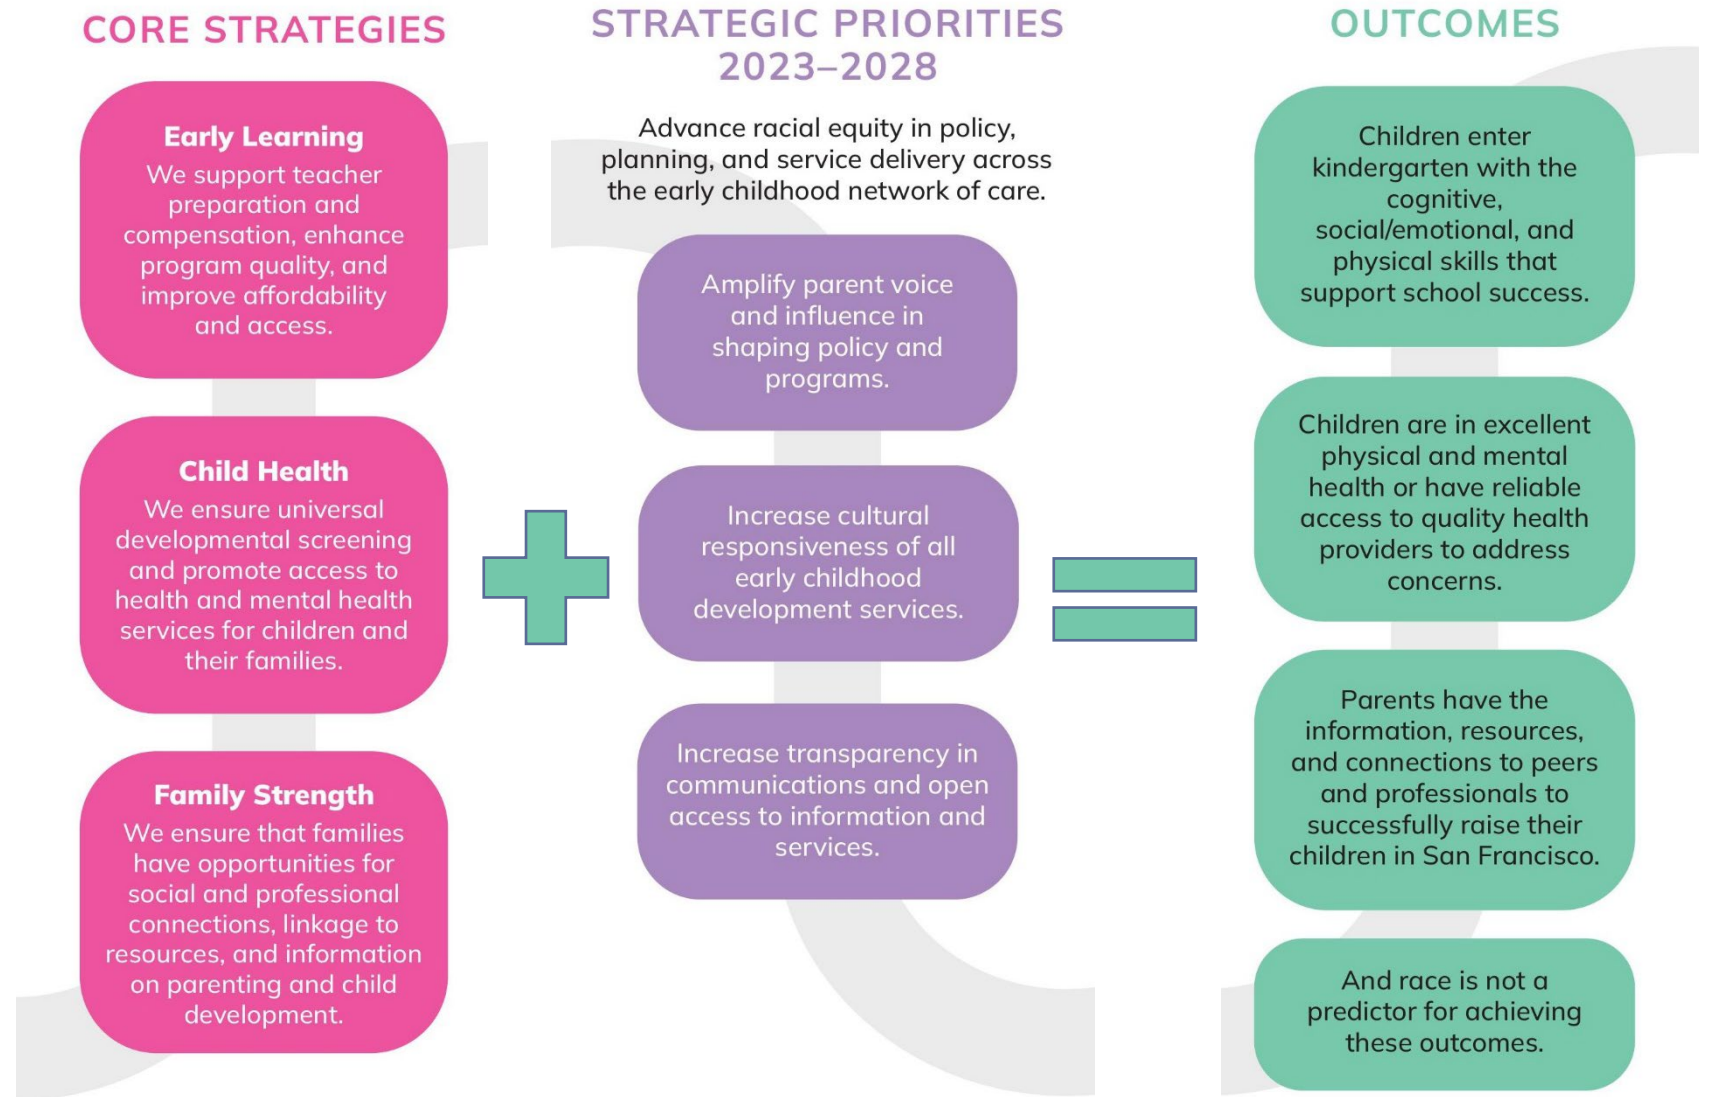 CORE STRATEGIES
Early Learning
We support teacher
preparation and
compensation, enhance
program quality, and
improve affordability
and access.
Child Health
We ensure universal
developmental screening
and promote access to
health and mental health
services for children and
their families.
Family Strength
We ensure that families
have opportunities for
social and professional
connections, linkage to
resources, and information
on parenting and child
development.
STRATEGIC PRIORITIES
2023–2028
Advance racial equity in policy,
planning, and service delivery across
the early childhood network of care.
Amplify parent voice
and influence in
shaping policy and
programs.
Increase cultural
responsiveness of all
early childhood
development services.
Increase transparency in
communications and open
access to information and
services.
OUTCOMES
Children enter
kindergarten with the
cognitive,
social/emotional, and
physical skills that
support school success.
Children are in excellent
physical and mental
health or have reliable
access to quality health
providers to address
concerns.
Parents have the
information, resources,
and connections to peers
and professionals to
successfully raise their
children in San Francisco.
And race is not a
predictor for achieving
these outcomes.